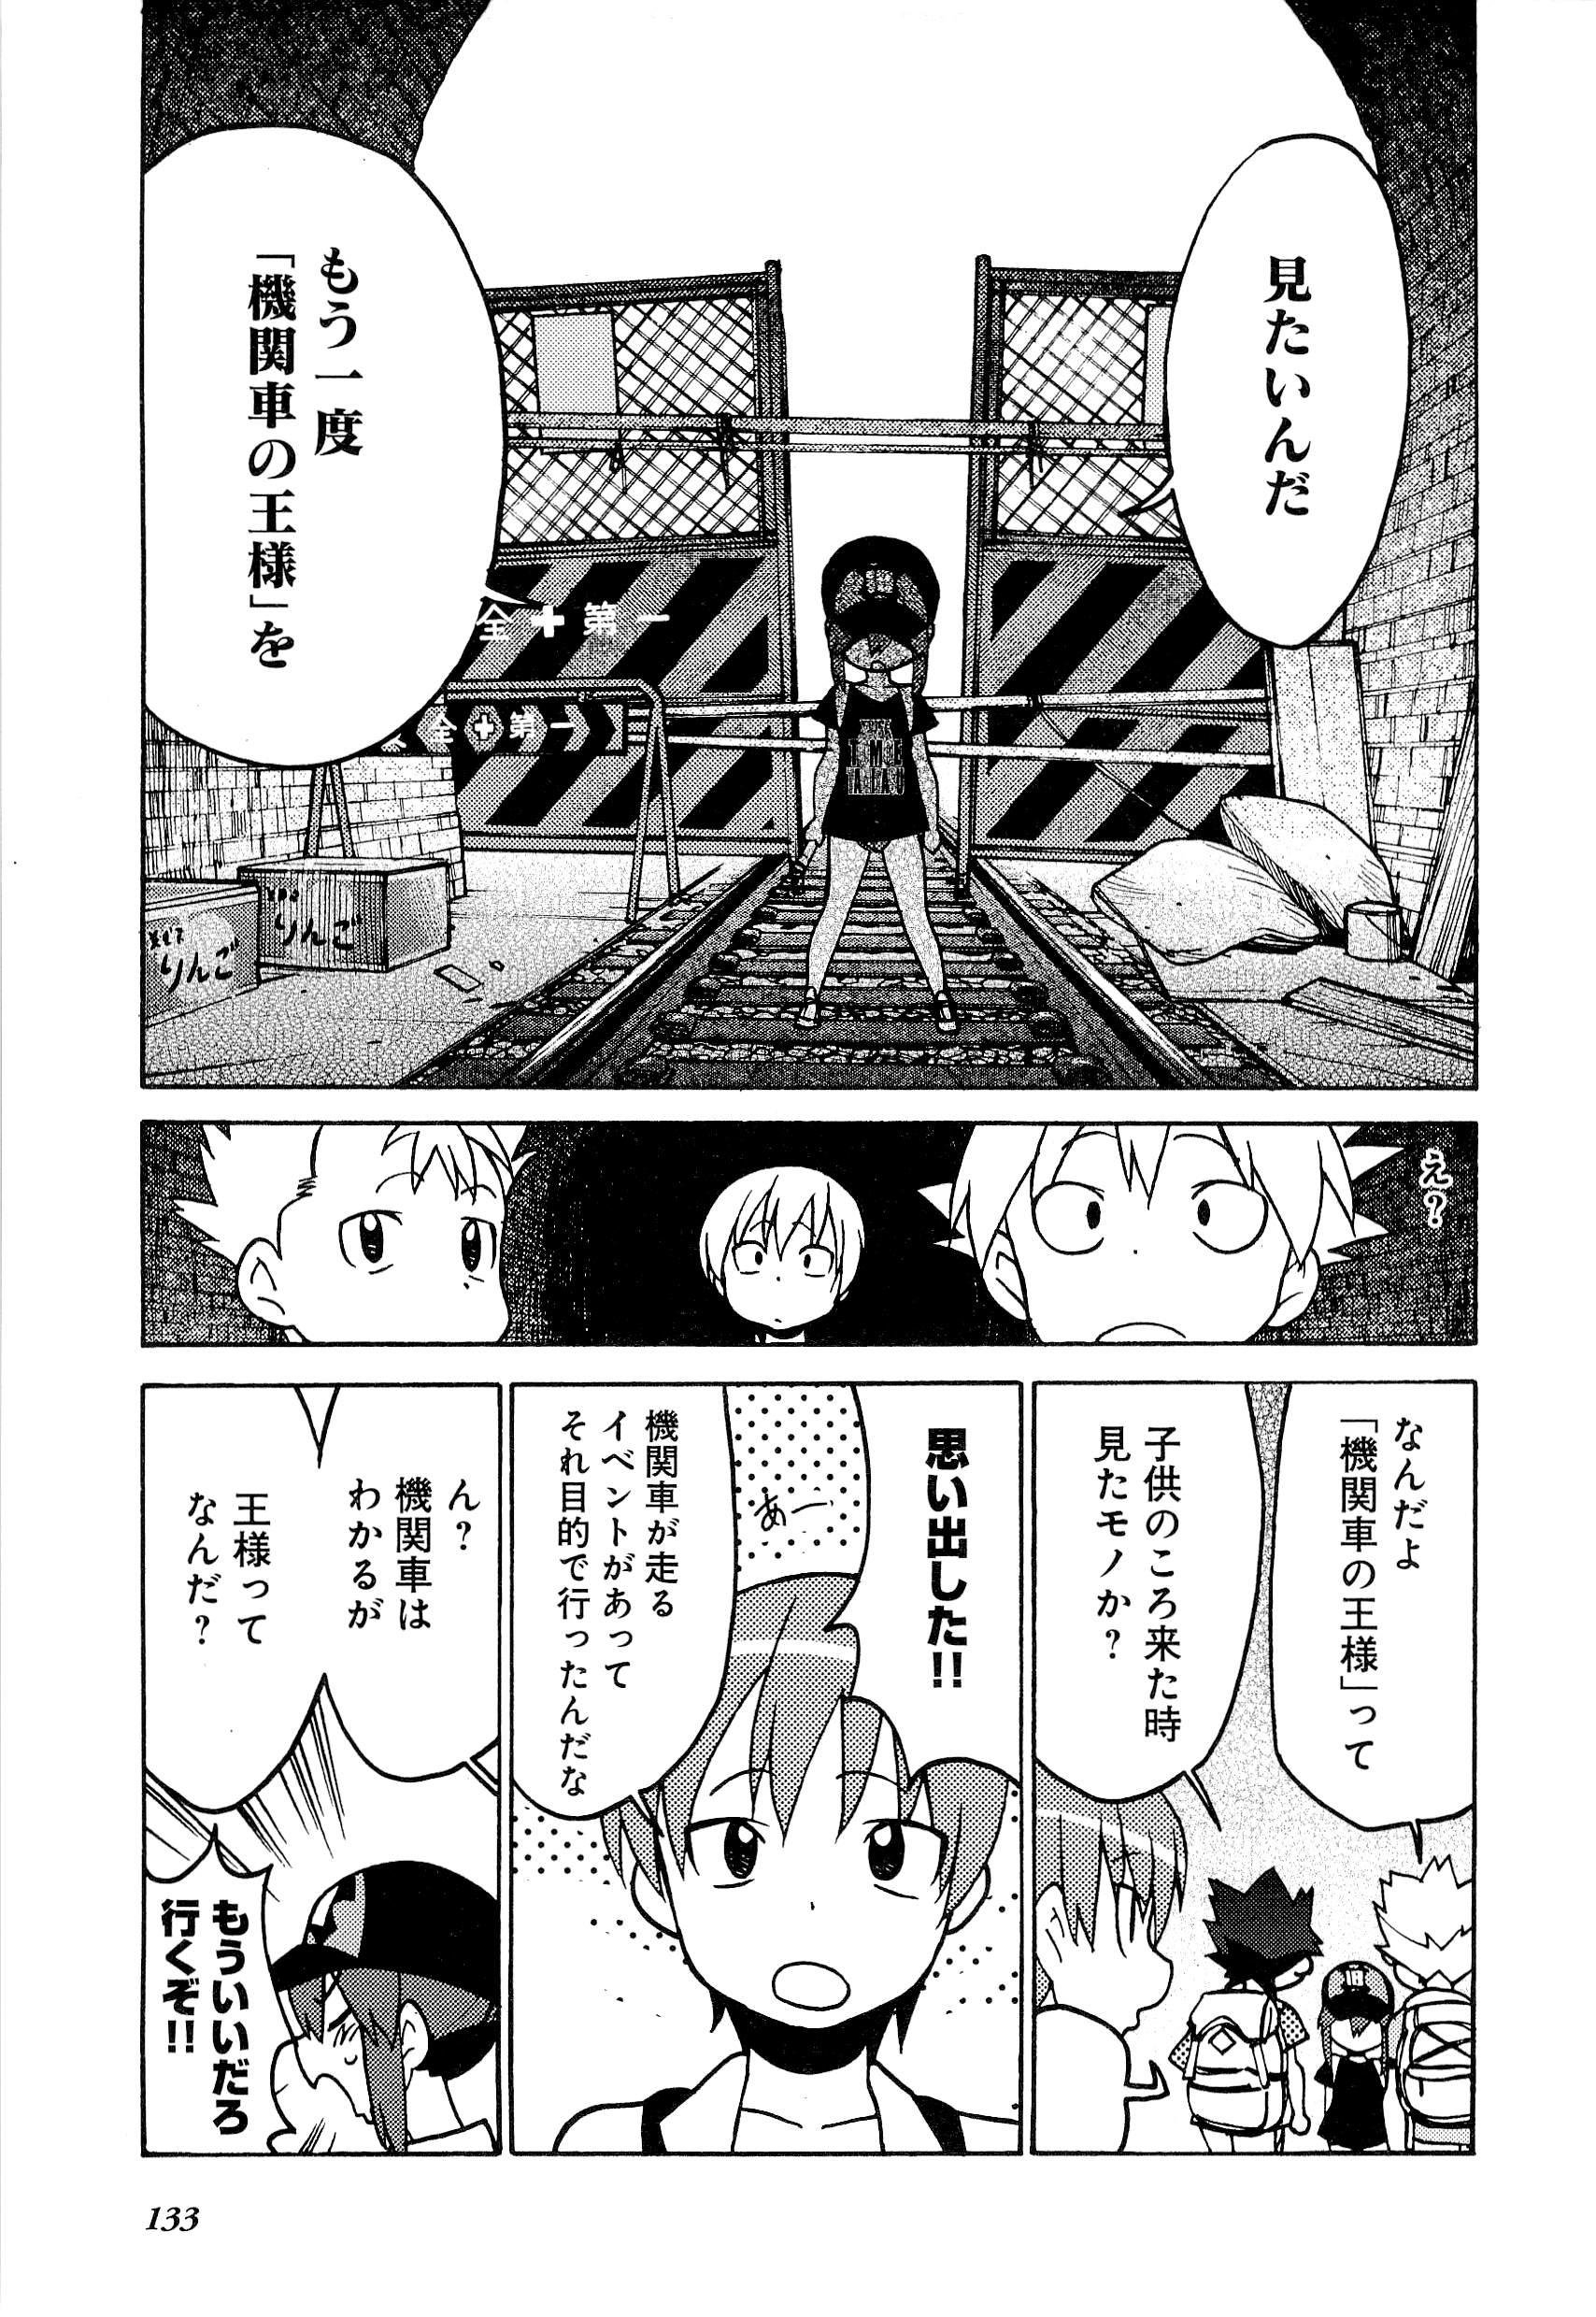 見たいんだ
もう一度
「機関車の王様」を
全✚第一
全✚第一
りんご
りんご
え？
なんだよ
「機関車の王様」って
子供のころ来た時
見たモノか？
思い出した!!
あー
機関車が走る
イベントがあって
それ目的で行ったんだな
ん？
機関車は
わかるが
王様って
なんだ？
もういいだろ
行くぞ!!
133